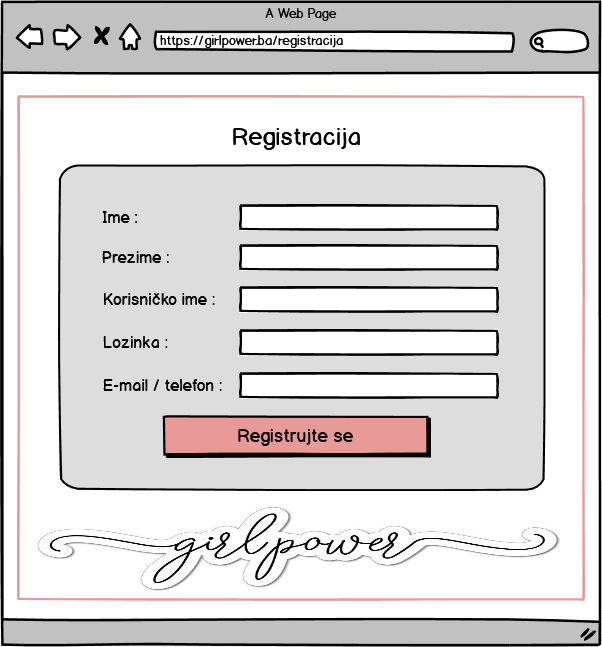 A Web Page
https://girlpower.ba/registracija
Registracija
Ime :
Prezime :
Korisničko ime :
Lozinka :
E-mail / telefon :
Registrujte se
girlpower